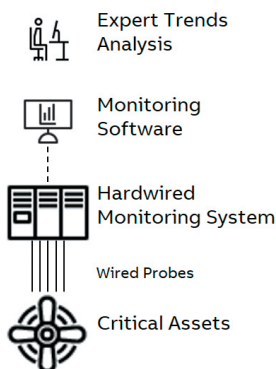 Expert Trends
Analysis
Monitoring
Software
Hardwired
Monitoring System
Wired Probes
Critical Assets